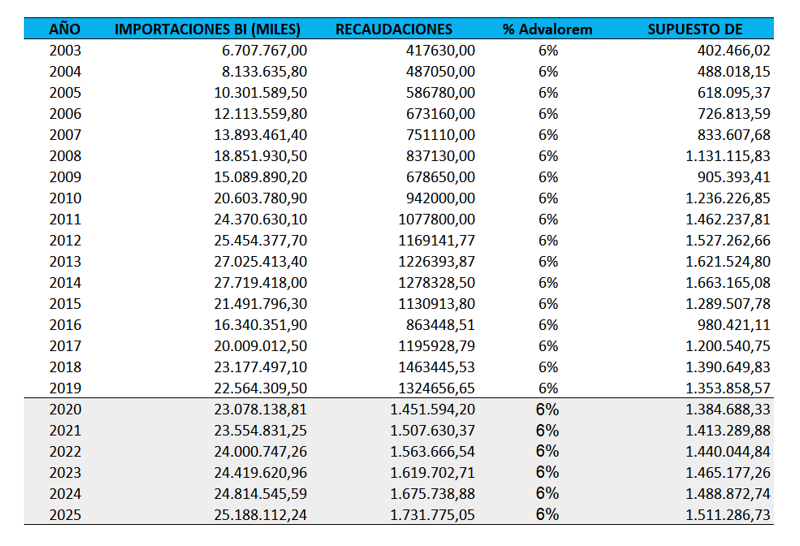 AÑO IMPORTACIONES BI (MILES) RECAUDACIONES % Advalorem SUPUESTO DE
2003 6.707.767,00 417630,00 6% 402.466,02
2004 8.133.635,80 487050,00 6% 488.018,15
2005 10.301.589,50 586780,00 6% 618.095,37
2006 12.113.559,80 673160,00 6% 726.813,59
2007 13.893.461,40 751110,00 6% 833.607,68
2008 18.851.930,50 837130,00 6% 1.131.115,83
2009 15.089.890,20 678650,00 6% 905.393,41
2010 20.603.780,90 942000,00 6% 1.236.226,85
2011 24.370.630,10 1077800,00 6% 1.462.237,81
2012 25.454.377,70 1169141,77 6% 1.527.262,66
2013 27.025.413,40 1226393,87 6% 1.621.524,80
2014 27.719.418,00 1278328,50 6% 1.663.165,08
2015 21.491.796,30 1130913,80 6% 1.289.507,78
2016 16.340.351,90 863448,51 6% 980.421,11
2017 20.009.012,50 1195928,79 6% 1.200.540,75
2018 23.177.497,10 1463445,53 6% 1.390.649,83
2019 22.564.309,50 1324656,65 6% 1.353.858,57
2020 23.078.138,81 1.451.594,20 6% 1.384.688,33
2021 23.554.831,25 1.507.630,37 6% 1.413.289,88
2022 24.000.747,26 1.563.666,54 6% 1.440.044,84
2023 24.419.620,96 1.619.702,71 6% 1.465.177,26
2024 24.814.545,59 1.675.738,88 6% 1.488.872,74
2025 25.188.112,24 1.731.775,05 6% 1.511.286,73